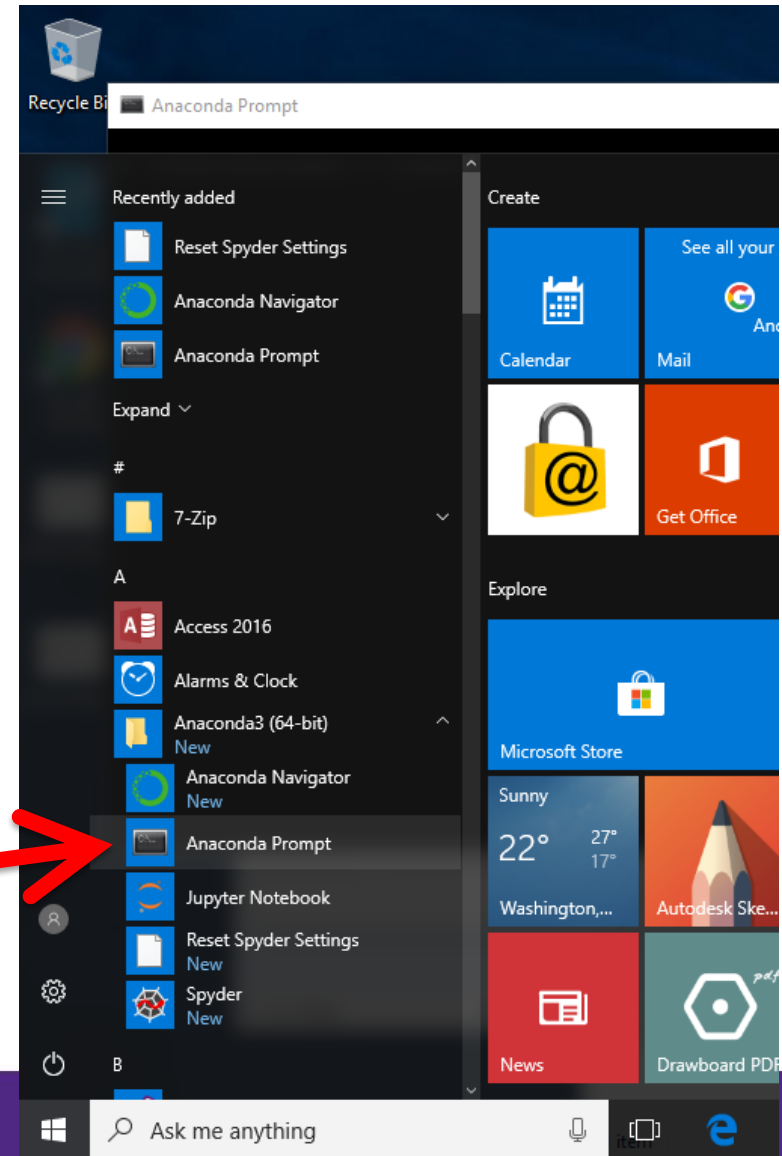 Recycle Bi
Anaconda Prompt
Recently added
Reset Spyder Settings
Anaconda Navigator
Anaconda Prompt
Expand
#
7-Zip
A
Access 2016
Alarms & Clock
Anaconda3 (64-bit)
New
Anaconda Navigator
New
Anaconda Prompt
Jupyter Notebook
Reset Spyder Settings
New
Spyder
New
B
Create
Calendar
See all your
G
And
Mail
@
Get Office
Explore
Microsoft Store
Sunny
22° 27°
17°
Washington,...
Autodesk Ske...
News
pdf
Drawboard PDF
Ask me anything
item